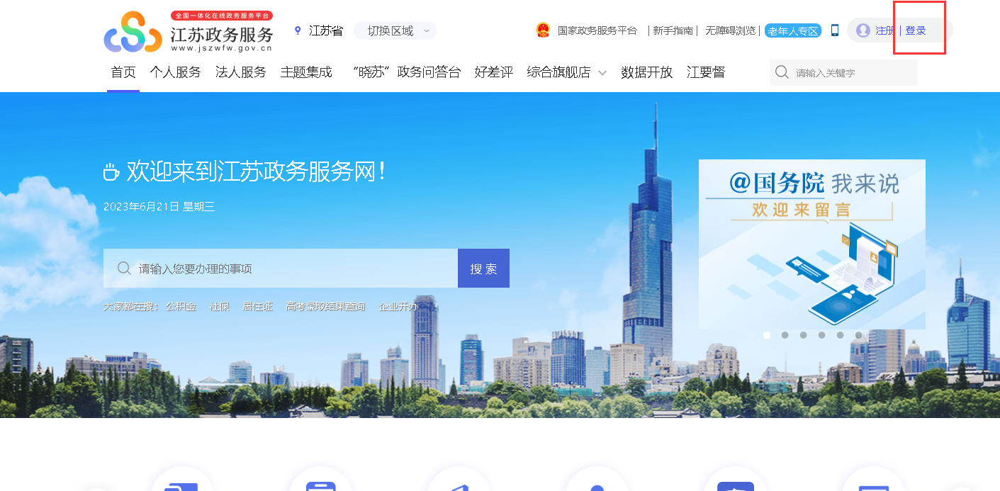 全国一体化在线政务服务平台
江苏政务服务
www.jszwfw.gov.cn
江苏省
切换区域
国家政务服务平台 | 新手指南 | 无障碍浏览 | 老年人专区
注册 | 登录
首页 个人服务 法人服务 主题集成 “晓苏”政务问答台 好差评 综合旗舰店 数据开放 江要督
请输入关键字
欢迎来到江苏政务服务网！
2023年6月21日 星期三
请输入您要办理的事项
搜 索
大家都在搜： 公积金 社保 居住证 高考录取结果查询 企业开办
@国务院 我来说
欢迎来留言